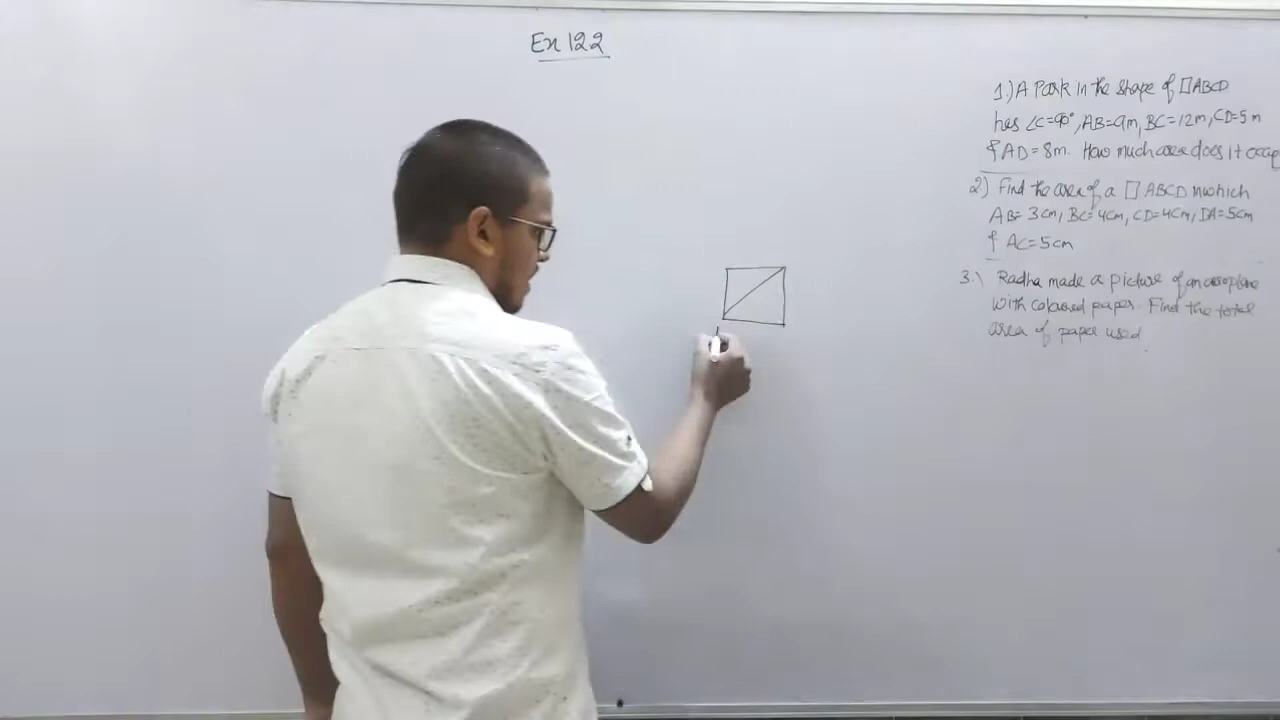 Ex 12.2
1.) A Park in the shape of □ABCD
has ∠C=90°, AB=9m, BC=12m, CD=5m
& AD=8m. How much area does it occup
2) Find the area of a □ ABCD in which
AB=3cm, BC=4cm, CD=4cm, DA=5cm
& AC=5cm
3.) Radha made a picture of an aeroplane
with coloured paper. Find the total
area of paper used.